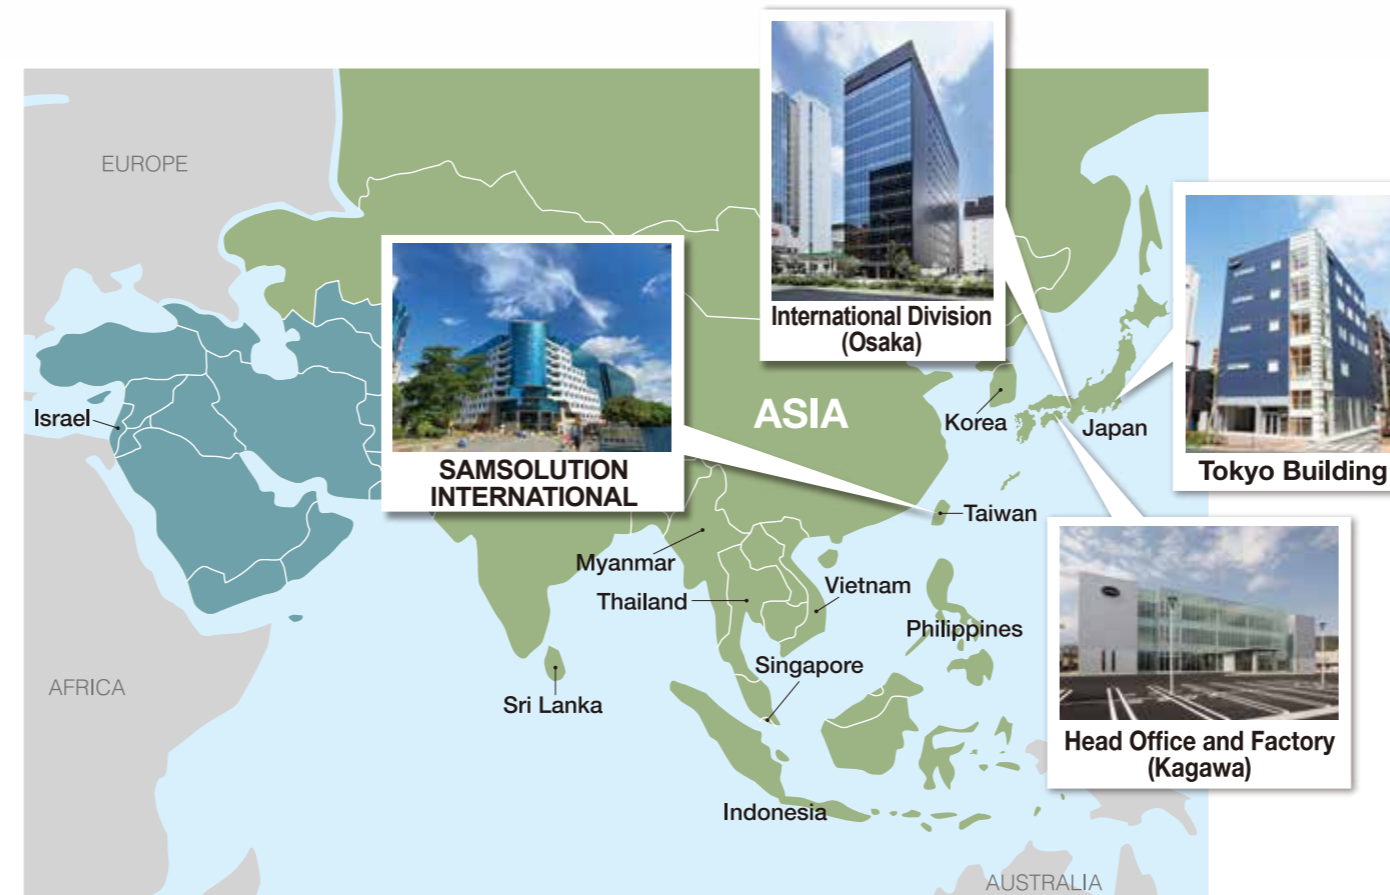 EUROPE
International Division
(Osaka)
ASIA
Israel
Korea
Japan
SAMSOLUTION
INTERNATIONAL
Tokyo Building
Taiwan
Myanmar
Thailand
Vietnam
Philippines
Singapore
AFRICA
Sri Lanka
Head Office and Factory
(Kagawa)
Indonesia
AUSTRALIA